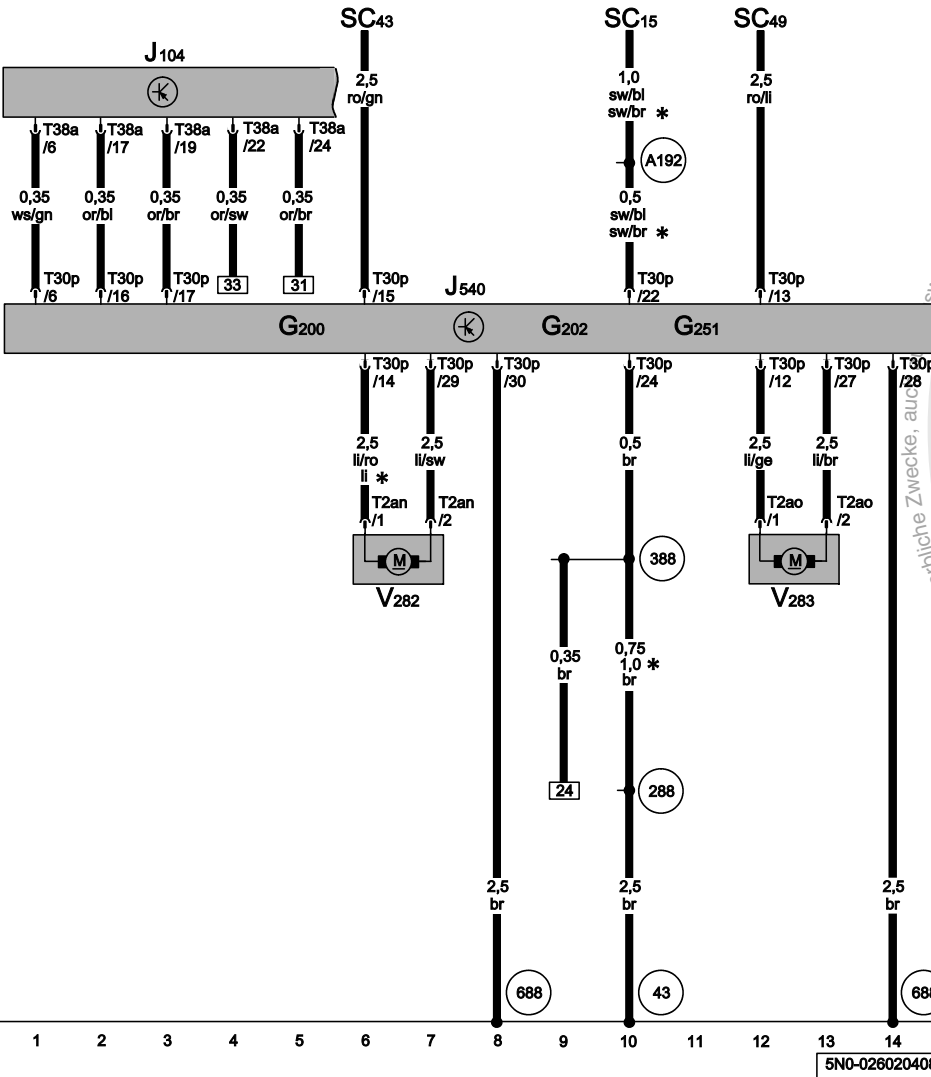 SC43
SC15
SC49
J104
2,5
ro/gn
1,0
sw/bl
sw/br *
2,5
ro/li
T38a
/6
T38a
/17
T38a
/19
T38a
/22
T38a
/24
A192
0,35
ws/gn
0,35
or/bl
0,35
or/br
0,35
or/sw
0,35
or/br
0,5
sw/bl
sw/br *
T30p
/6
T30p
/16
T30p
/17
33
31
T30p
/15
J540
T30p
/22
T30p
/13
G200
G202
G251
T30p
/14
T30p
/29
T30p
/30
T30p
/24
T30p
/12
T30p
/27
T30p
/28
2,5
li/ro
li *
2,5
li/sw
0,5
br
2,5
li/ge
2,5
li/br
T2an
/1
T2an
/2
T2ao
/1
T2ao
/2
M
V282
388
M
V283
0,35
br
0,75
1,0 *
br
24
288
2,5
br
2,5
br
2,5
br
688
43
688
1 2 3 4 5 6 7 8 9 10 11 12 13 14
5N0-026020408
Zwecke, auch